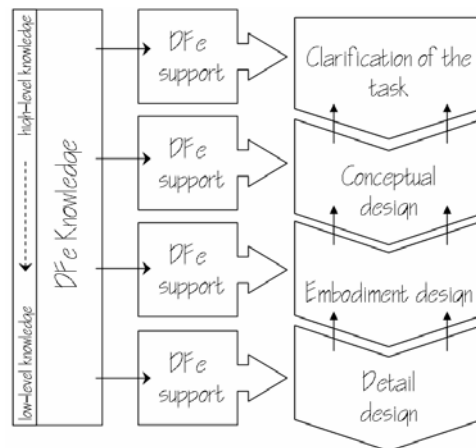 high-level knowledge
low-level knowledge
DFe Knowledge
DFe
support
DFe
support
DFe
support
DFe
support
Clarification of the
task
Conceptual
design
Embodiment design
Detail
design